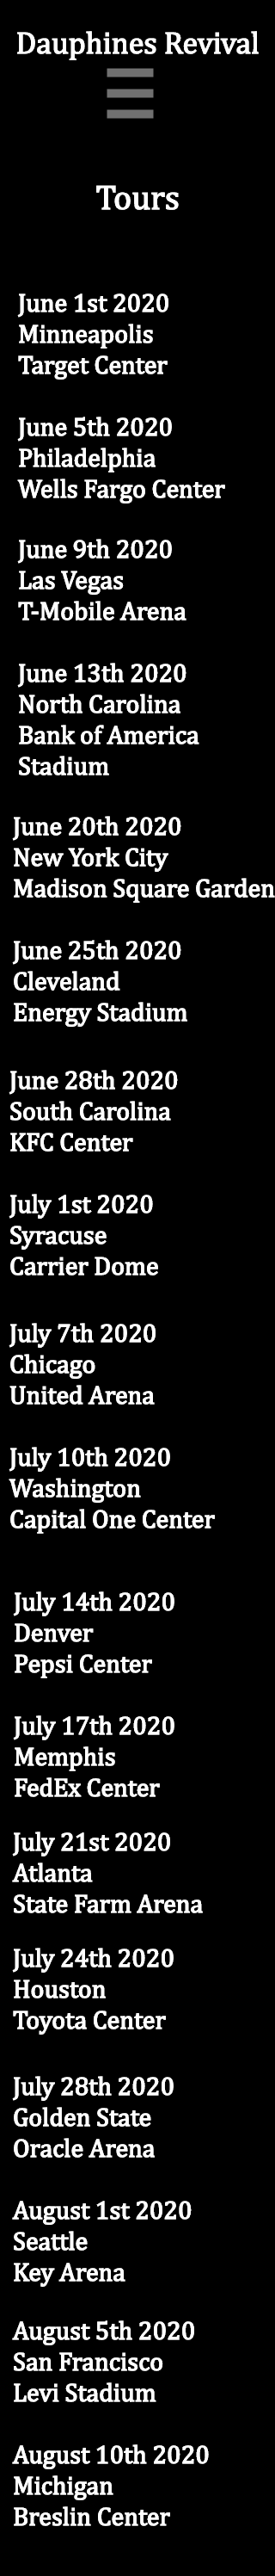 Dauphines Revival
Tours
June 1st 2020
Minneapolis
Target Center
June 5th 2020
Philadelphia
Wells Fargo Center
June 9th 2020
Las Vegas
T-Mobile Arena
June 13th 2020
North Carolina
Bank of America
Stadium
June 20th 2020
New York City
Madison Square Garden
June 25th 2020
Cleveland
Energy Stadium
June 28th 2020
South Carolina
KFC Center
July 1st 2020
Syracuse
Carrier Dome
July 7th 2020
Chicago
United Arena
July 10th 2020
Washington
Capital One Center
July 14th 2020
Denver
Pepsi Center
July 17th 2020
Memphis
FedEx Center
July 21st 2020
Atlanta
State Farm Arena
July 24th 2020
Houston
Toyota Center
July 28th 2020
Golden State
Oracle Arena
August 1st 2020
Seattle
Key Arena
August 5th 2020
San Francisco
Levi Stadium
August 10th 2020
Michigan
Breslin Center